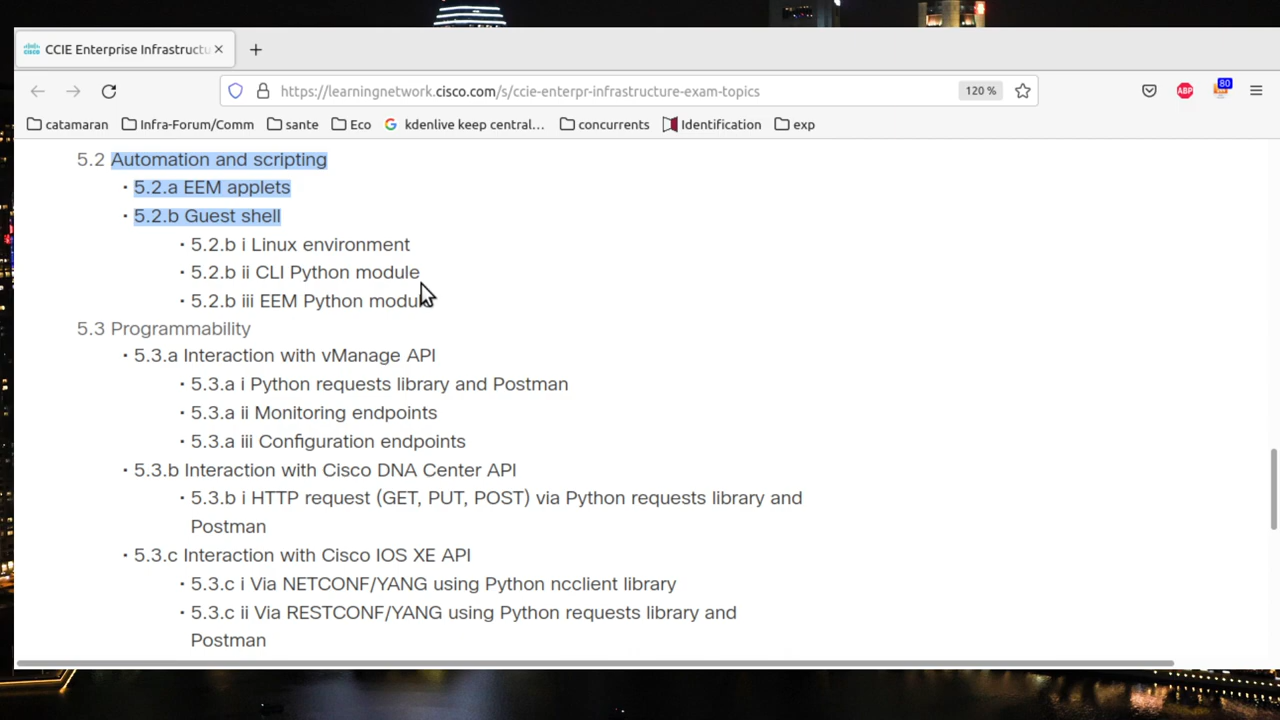 CCIE Enterprise Infrastructu
https://learningnetwork.cisco.com/s/ccie-enterpr-infrastructure-exam-topics
120 %
ABP
80
catamaran
Infra-Forum/Comm
sante
Eco
kdenlive keep central…
concurrents
Identification
exp
5.2 Automation and scripting
• 5.2.a EEM applets
• 5.2.b Guest shell
• 5.2.b i Linux environment
• 5.2.b ii CLI Python module
• 5.2.b iii EEM Python module
5.3 Programmability
• 5.3.a Interaction with vManage API
• 5.3.a i Python requests library and Postman
• 5.3.a ii Monitoring endpoints
• 5.3.a iii Configuration endpoints
• 5.3.b Interaction with Cisco DNA Center API
• 5.3.b i HTTP request (GET, PUT, POST) via Python requests library and
Postman
• 5.3.c Interaction with Cisco IOS XE API
• 5.3.c i Via NETCONF/YANG using Python ncclient library
• 5.3.c ii Via RESTCONF/YANG using Python requests library and
Postman